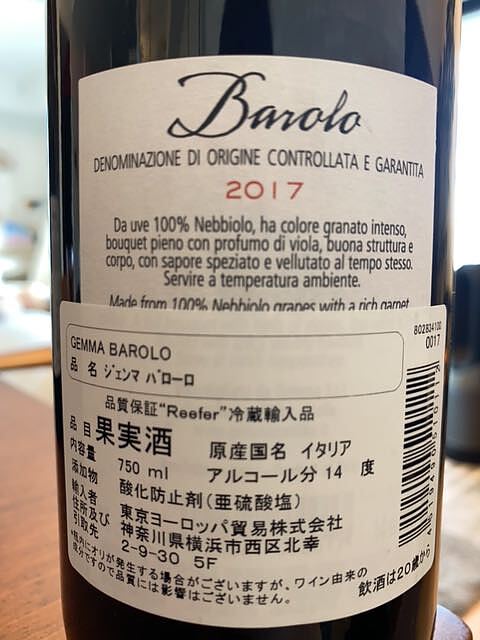 Barolo
DENOMINAZIONE DI ORIGINE CONTROLLATA E GARANTITA
2017
Da uve 100% Nebbiolo, ha colore granato intenso,
bouquet pieno con profumo di viola, buona struttura e
corpo, con sapore speziato e vellutato al tempo stesso.
Servire a temperatura ambiente.
Made from 100% Nebbiolo grapes with a rich garnet
802824100
0017
GEMMA BAROLO
品 名 ジェンマ バローロ
品質保証“Reefer”冷蔵輸入品
品目 果実酒 原産国名 イタリア
内容量 750 ml アルコール分 14 度
添加物 酸化防止剤(亜硫酸塩)
輸入者 東京ヨーロッパ貿易株式会社
住所及び 神奈川県横浜市西区北幸
引取先 2-9-30 5F
*瓶内にオリが発生する場合がございますが、ワイン由来の
成分ですので品質には影響はございません。
飲酒は20歳から